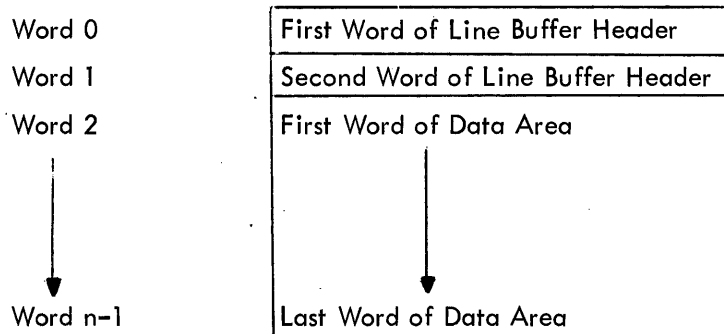 Word 0 First Word of Line Buffer Header
Word 1 Second Word of Line Buffer Header
Word 2 First Word of Data Area
Word n-1 Last Word of Data Area